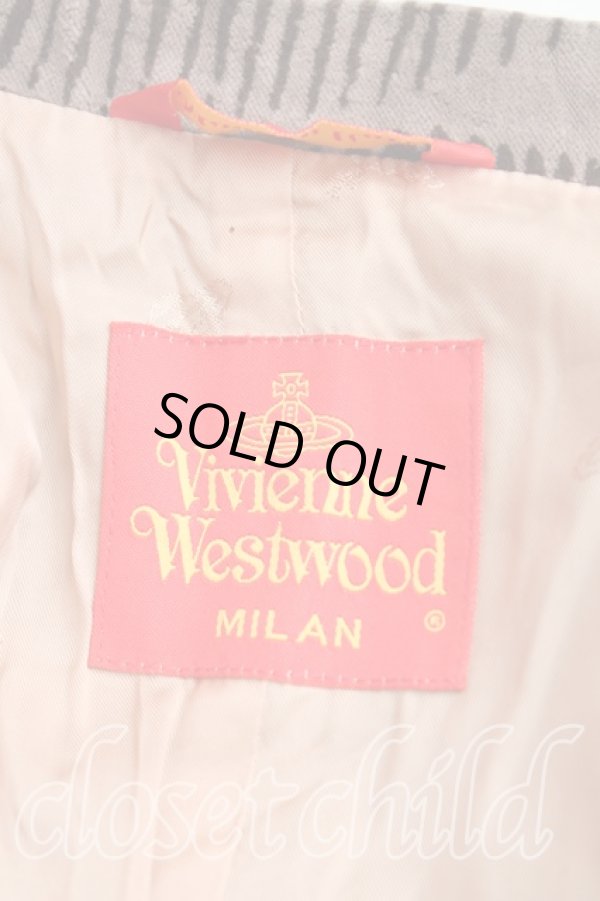 SOLD OUT
Vivienne
Westwood
MILAN ®
closet child